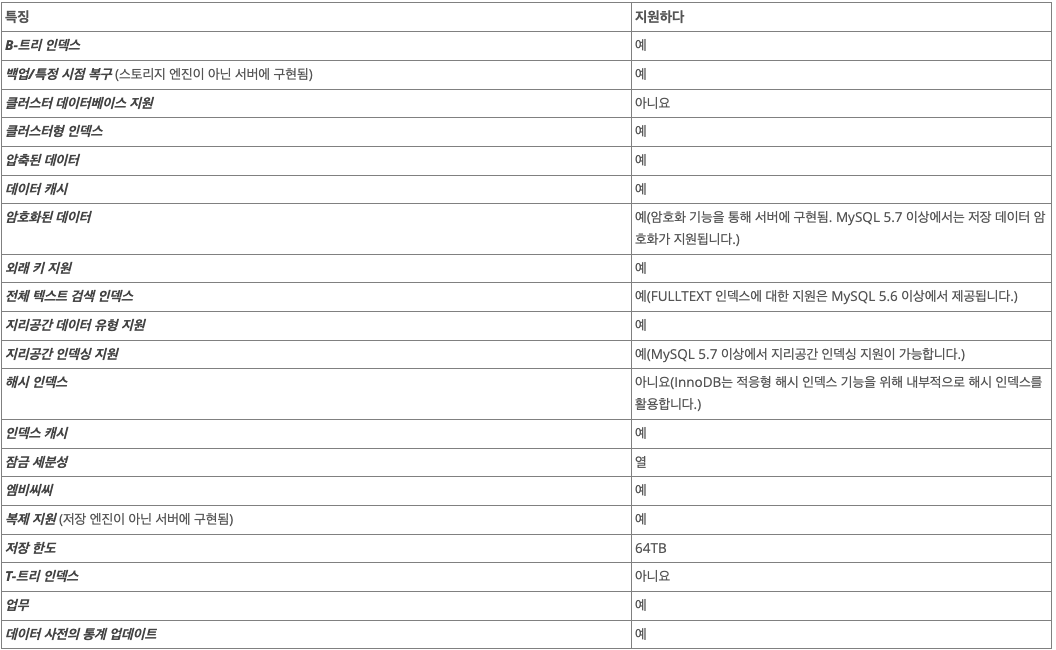 특징 지원하다
B-트리 인덱스 예
백업/특정 시점 복구 (스토리지 엔진이 아닌 서버에 구현됨) 예
클러스터 데이터베이스 지원 아니요
클러스터형 인덱스 예
압축된 데이터 예
데이터 캐시 예
암호화된 데이터 예(암호화 기능을 통해 서버에 구현됨. MySQL 5.7 이상에서는 저장 데이터 암
호화가 지원됩니다.)
외래 키 지원 예
전체 텍스트 검색 인덱스 예(FULLTEXT 인덱스에 대한 지원은 MySQL 5.6 이상에서 제공됩니다.)
지리공간 데이터 유형 지원 예
지리공간 인덱싱 지원 예(MySQL 5.7 이상에서 지리공간 인덱싱 지원이 가능합니다.)
해시 인덱스 아니요(InnoDB는 적응형 해시 인덱스 기능을 위해 내부적으로 해시 인덱스를
활용합니다.)
인덱스 캐시 예
잠금 세분성 열
엠비씨씨 예
복제 지원 (저장 엔진이 아닌 서버에 구현됨) 예
저장 한도 64TB
T-트리 인덱스 아니요
업무 예
데이터 사전의 통계 업데이트 예